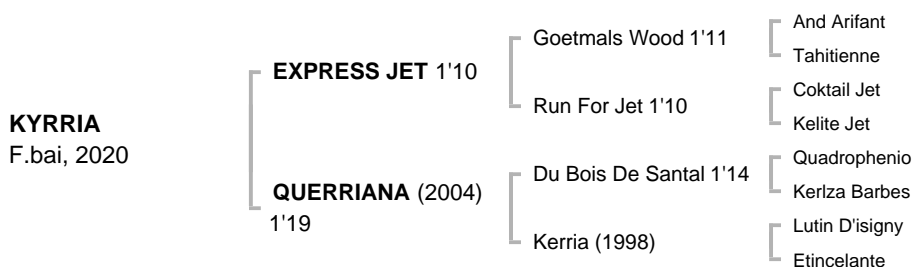 KYRRIA
F.bai, 2020
EXPRESS JET 1'10
QUERRIANA (2004)
1'19
Goetmals Wood 1'11
Run For Jet 1'10
Du Bois De Santal 1'14
Kerria (1998)
And Arifant
Tahitienne
Coktail Jet
Kelite Jet
Quadrophenio
Kerlza Barbes
Lutin D'isigny
Etincelante